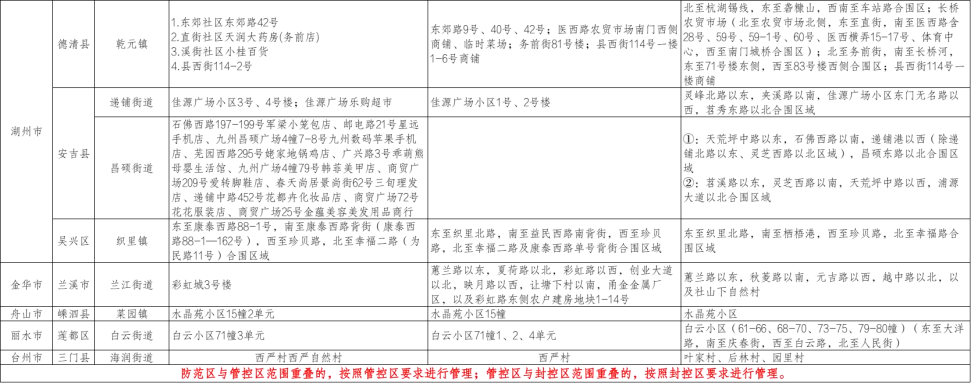 湖州市
德清县
乾元镇
1.东郊社区东郊路42号
2.直街社区天润大药房(务前店)
3.溪街社区小桂百货
4.县西街114-2号
东郊路9号、40号、42号；医西路农贸市场南门西侧
商铺、临时菜场；务前街81号楼；县西街114号一楼
1-6号商铺
北至杭湖锡线，东至砻糠山，西南至车站路合围区；长桥
农贸市场（北至农贸市场北侧，东至直街，南至医西路含
28号、59号、59-1号、60号、医西横弄15-17号、体育中
心，西至南门城桥合围区）；北至务前街，南至长桥河，
东至71号楼东侧，西至83号楼西侧合围区；县西街114号一
楼商铺
安吉县
递铺街道
佳源广场小区3号、4号楼；佳源广场乐购超市
佳源广场小区1号、2号楼
灵峰北路以东，夹溪路以南，佳源广场小区东门无名路以
西，苕秀东路以北合围区域
昌硕街道
石佛西路197-199号军梁小笼包店、邮电路21号星远
手机店、九州昌硕广场4幢7-8号九州数码苹果手机
店、芜园西路295号姥家地锅鸡店、广兴路3号乖萌熊
母婴生活馆、九州广场4幢79号韩菲美甲店、商贸广
场209号爱转脚鞋店、春天尚居景尚街62号三旬理发
店、递铺中路452号花都卉化妆品店、商贸广场72号
花花服装店、商贸广场25号金蕴美容美发用品商行
①：天荒坪中路以东，石佛西路以南，递铺港以西（除递
铺北路以东、灵芝西路以北区域），昌硕东路以北合围区
域
②：苕溪路以东，灵芝西路以南，天荒坪中路以西，浦源
大道以北合围区域
吴兴区
织里镇
东至康泰西路88-1号，南至康泰西路背街（康泰西
路88-1—162号），西至珍贝路，北至幸福二路（为
民路11号）合围区域
东至织里北路，南至益民西路南背街，西至珍贝
路，北至幸福二路及康泰西路单号背街合围区域
东至织里北路，南至栖梧港，西至珍贝路，北至幸福路合
围区域
金华市
兰溪市
兰江街道
彩虹城3号楼
蕙兰路以东，夏荷路以北，彩虹路以西，创业大道
以北，映月路以西，让塘下村以南，甬金金属厂
区，以及彩虹路东侧农户建房地块1-14号
蕙兰路以东，秋菱路以南，元吉路以西，越中路以北，以
及社山下自然村
舟山市
嵊泗县
菜园镇
水晶苑小区15幢2单元
水晶苑小区15幢
水晶苑小区
丽水市
莲都区
白云街道
白云小区71幢3单元
白云小区71幢1、2、4单元
白云小区（61-66、68-70、73-75、79-80幢）（东至大洋
路，南至庆春街，西至白云路，北至人民街）
台州市
三门县
海润街道
西严村西严自然村
西严村
叶家村、后林村、园里村
防范区与管控区范围重叠的，按照管控区要求进行管理；管控区与封控区范围重叠的，按照封控区要求进行管理。